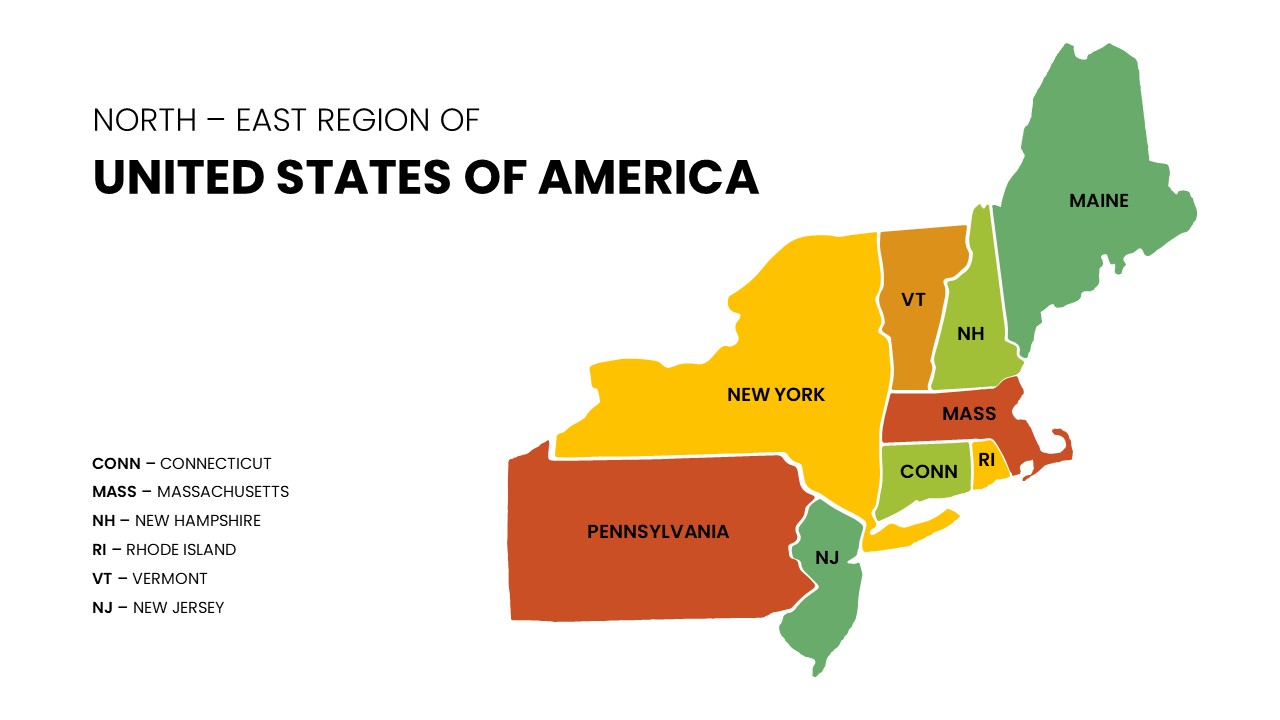 NORTH – EAST REGION OF
UNITED STATES OF AMERICA
MAINE
VT
NH
NEW YORK
MASS
RI
CONN
PENNSYLVANIA
NJ
CONN – CONNECTICUT
MASS – MASSACHUSETTS
NH – NEW HAMPSHIRE
RI – RHODE ISLAND
VT – VERMONT
NJ – NEW JERSEY